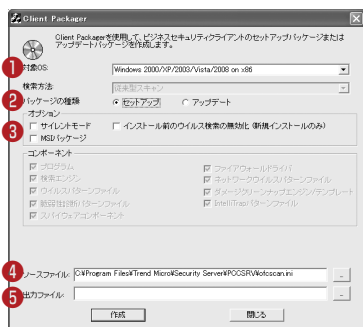 Client Packager
Client Packagerを使用して、ビジネスセキュリティクライアントのセットアップパッケージまたは
アップデートパッケージを作成します。
1 対象OS: Windows 2000/XP/2003/Vista/2008 on x86
検索方法: 従来型スキャン
2 パッケージの種類 セットアップ アップデート
オプション
3 サイレントモード インストール前のウイルス検索の無効化 (新規インストールのみ)
MSIパッケージ
コンポーネント
プログラム ファイアウォールドライバ
検索エンジン ネットワークウイルスパターンファイル
ウイルスパターンファイル ダメージクリーンナップエンジン/テンプレート
脆弱性診断パターンファイル IntelliTrapパターンファイル
スパイウェアコンポーネント
4 ソースファイル: C:¥Program Files¥Trend Micro¥Security Server¥PCCSRV¥ofcscan.ini ...
5 出力ファイル: ...
作成 閉じる